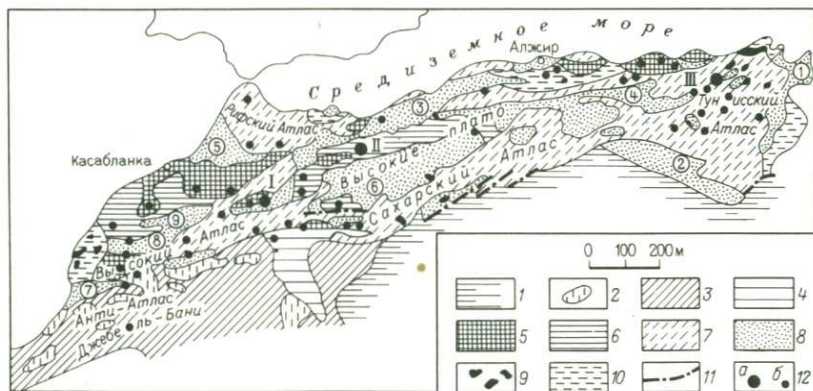 Средиземное море
Алжир
III
1
Тунисский
Атлас
4
3
Рифский Атлас
5
II
2
Касабланка
Высокие плато
I
6
Сахарский Атлас
9
8
Высокий Атлас
7
Анти-Атлас
Джебель-Бани
0 100 200 м
1 2 3 4
5 6 7 8
9 10 11 а б 12